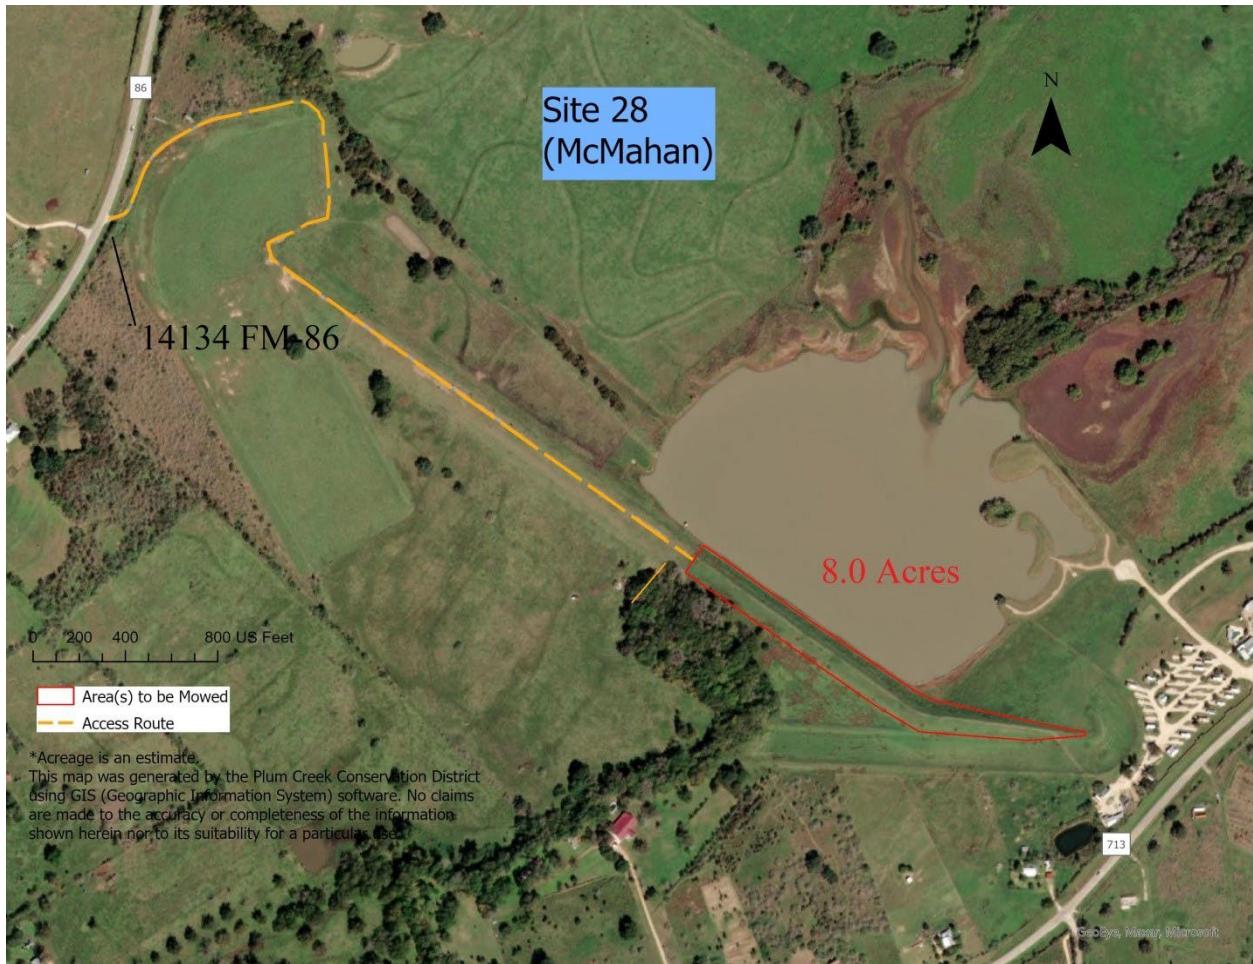 86
Site 28
(McMahan)
N
14134 FM-86
8.0 Acres
0 200 400 800 US Feet
Area(s) to be Mowed
Access Route
*Acreage is an estimate.
This map was generated by the Plum Creek Conservation District
using GIS (Geographic Information System) software. No claims
are made to the accuracy or completeness of the information
shown herein nor to its suitability for a particular use.
713
GeoEye, Maxar, Microsoft